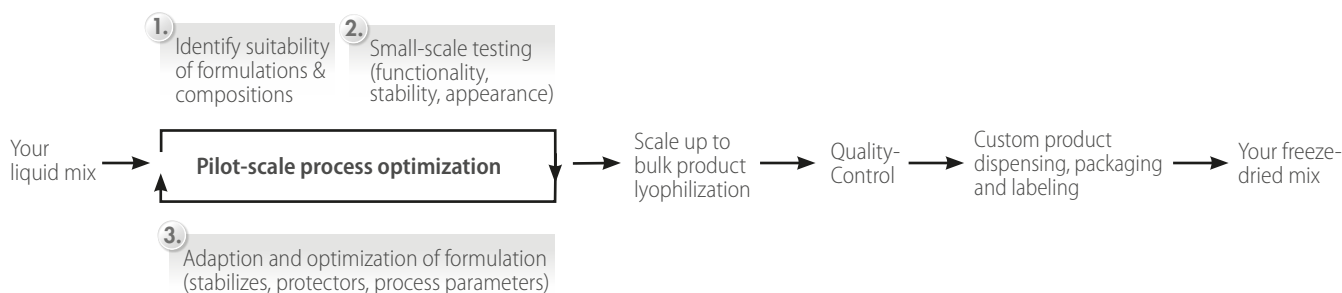 1.
Identify suitability
of formulations &
compositions
2.
Small-scale testing
(functionality,
stability, appearance)
Your
liquid mix
Pilot-scale process optimization
Scale up to
bulk product
lyophilization
Quality-
Control
Custom product
dispensing, packaging
and labeling
Your freeze-
dried mix
3.
Adaption and optimization of formulation
(stabilizes, protectors, process parameters)